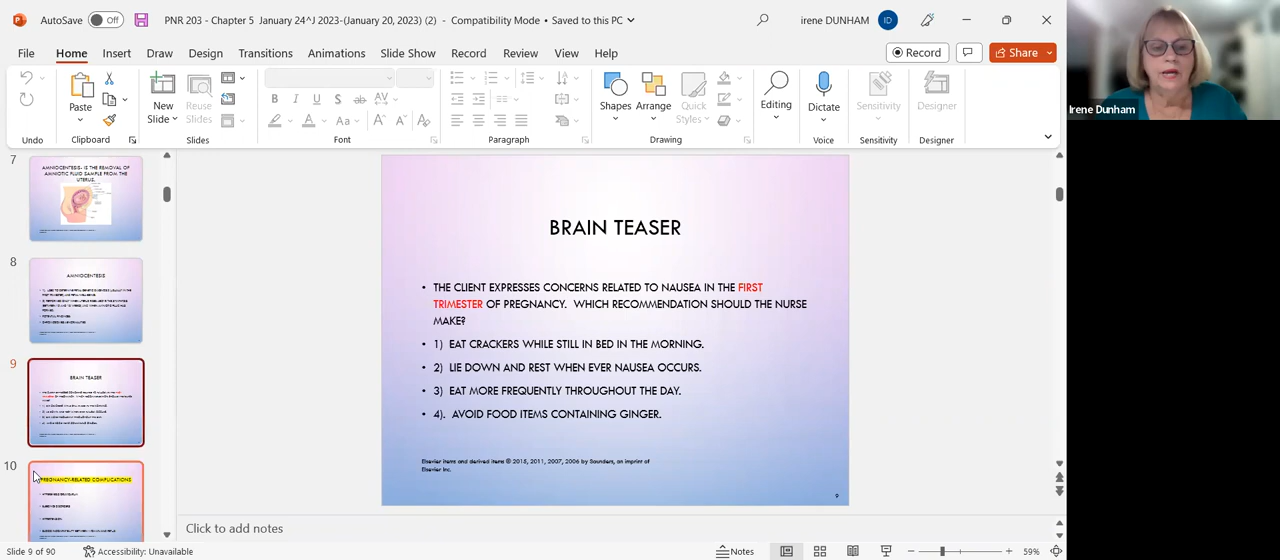 AutoSave Off PNR 203 - Chapter 5 January 24^J 2023-(January 20, 2023) (2) - Compatibility Mode • Saved to this PC irene DUNHAM ID
File Home Insert Draw Design Transitions Animations Slide Show Review View Help Record Share
Paste New Slide Reuse Slides Shapes Arrange Quick Styles Editing Dictate Sensitivity Designer
Undo Clipboard Slides Font Paragraph Drawing Voice Sensitivity Designer
Irene Dunham
7
AMNIOCENTESIS- IS THE REMOVAL OF
AMNIOTIC FLUID SAMPLE FROM THE
UTERUS.
8
AMNIOCENTESIS
9
BRAIN TEASER
10
PREGNANCY-RELATED COMPLICATIONS
BRAIN TEASER
• THE CLIENT EXPRESSES CONCERNS RELATED TO NAUSEA IN THE FIRST
TRIMESTER OF PREGNANCY. WHICH RECOMMENDATION SHOULD THE NURSE
MAKE?
• 1) EAT CRACKERS WHILE STILL IN BED IN THE MORNING.
• 2) LIE DOWN AND REST WHEN EVER NAUSEA OCCURS.
• 3) EAT MORE FREQUENTLY THROUGHOUT THE DAY.
• 4). AVOID FOOD ITEMS CONTAINING GINGER.
Elsevier items and derived items © 2015, 2011, 2007, 2006 by Saunders, an imprint of
Elsevier Inc.
9
Click to add notes
Slide 9 of 90 Accessibility: Unavailable Notes 59%